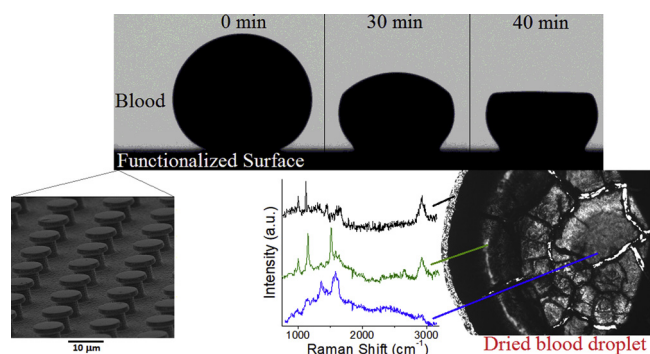 0 min
30 min
40 min
Blood
Functionalized Surface
10 µm
Intensity (a.u.)
1000
2000
3000
Raman Shift (cm-1)
Dried blood droplet